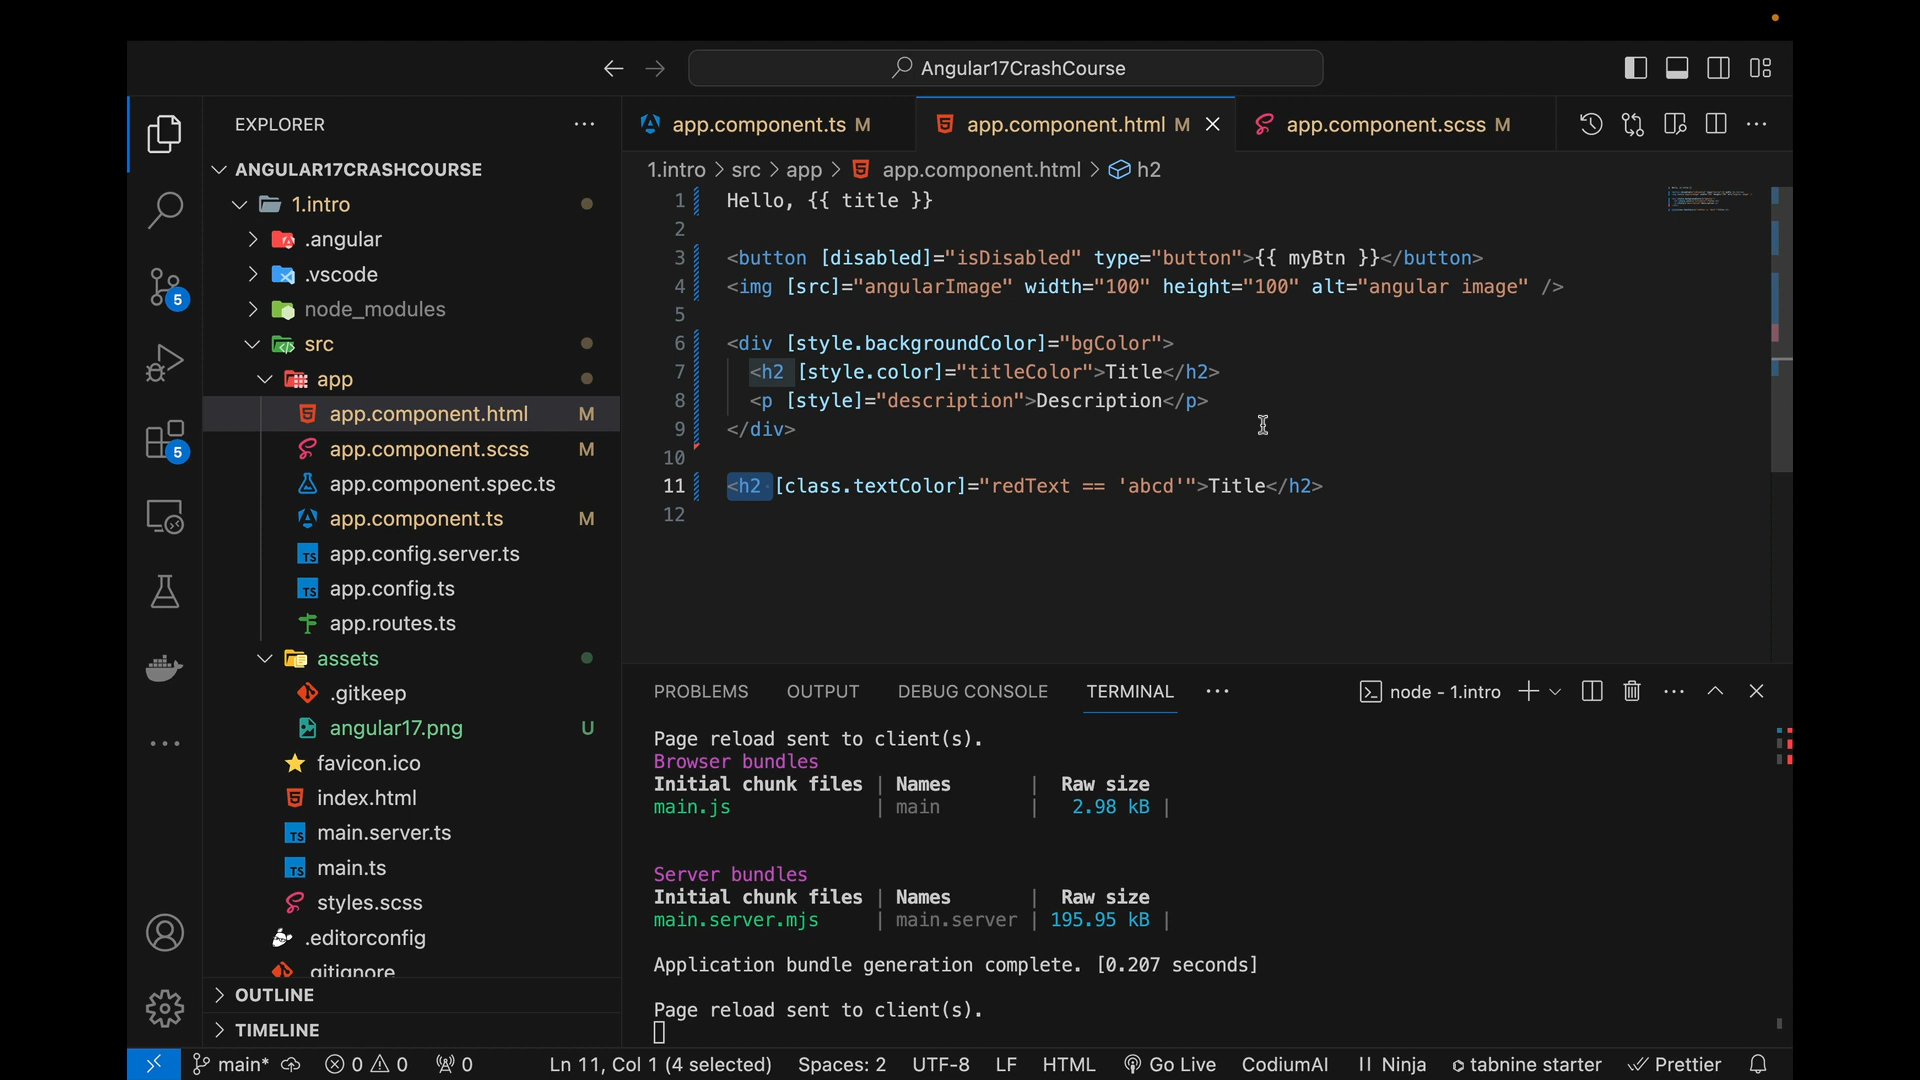 Angular17CrashCourse
EXPLORER
ANGULAR17CRASHCOURSE
1.intro
.angular
.vscode
node_modules
src
app
app.component.html M
app.component.scss M
app.component.spec.ts
app.component.ts M
app.config.server.ts
app.config.ts
app.routes.ts
assets
.gitkeep
angular17.png U
favicon.ico
index.html
main.server.ts
main.ts
styles.scss
.editorconfig
.gitignore
OUTLINE
TIMELINE
5
5
app.component.ts M
app.component.html M
app.component.scss M
1.intro > src > app > app.component.html > h2
1 Hello, {{ title }}
2
3 <button [disabled]="isDisabled" type="button">{{ myBtn }}</button>
4 <img [src]="angularImage" width="100" height="100" alt="angular image" />
5
6 <div [style.backgroundColor]="bgColor">
7 <h2 [style.color]="titleColor">Title</h2>
8 <p [style]="description">Description</p>
9 </div>
10
11 <h2 [class.textColor]="redText == 'abcd'">Title</h2>
12
PROBLEMS OUTPUT DEBUG CONSOLE TERMINAL
node - 1.intro
Page reload sent to client(s).
Browser bundles
Initial chunk files | Names | Raw size
main.js | main | 2.98 kB |
Server bundles
Initial chunk files | Names | Raw size
main.server.mjs | main.server | 195.95 kB |
Application bundle generation complete. [0.207 seconds]
Page reload sent to client(s).
main* 0 0 0 Ln 11, Col 1 (4 selected) Spaces: 2 UTF-8 LF HTML Go Live CodiumAI Ninja tabnine starter Prettier